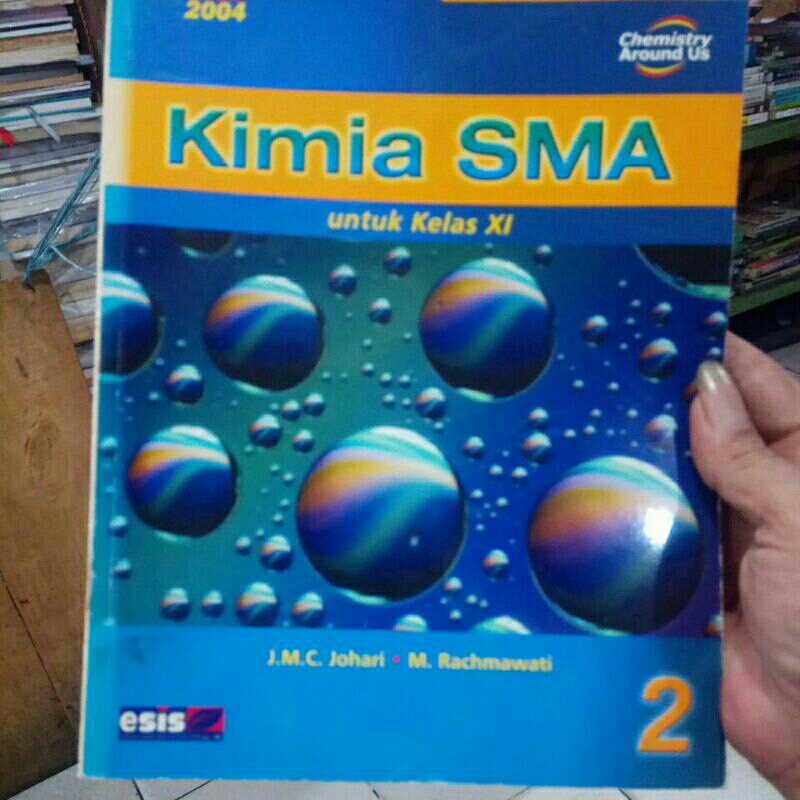 2004
Chemistry
Around Us
Kimia SMA
untuk Kelas XI
J.M.C. Johari • M. Rachmawati
esis
2